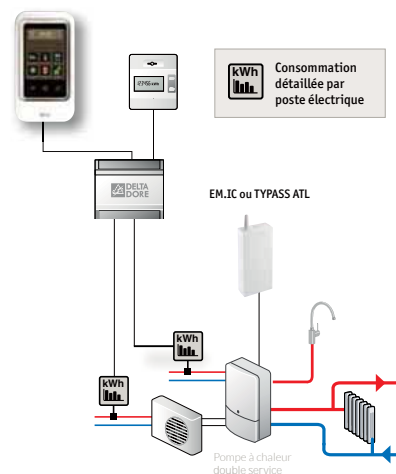 kWh
Consommation
détaillée par
poste électrique
DELTA
DORE
EM.IC ou TYPASS ATL
kWh
kWh
Pompe à chaleur
double service